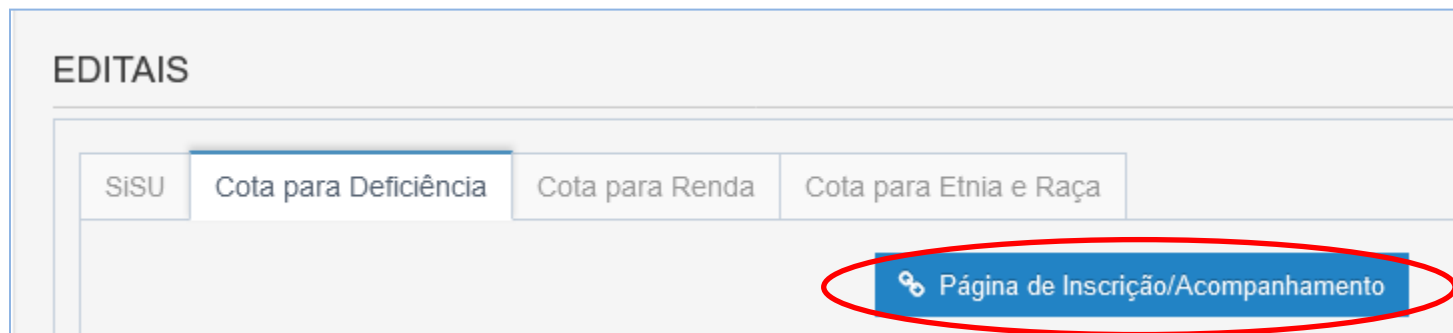 EDITAIS
SiSU Cota para Deficiência Cota para Renda Cota para Etnia e Raça
Página de Inscrição/Acompanhamento